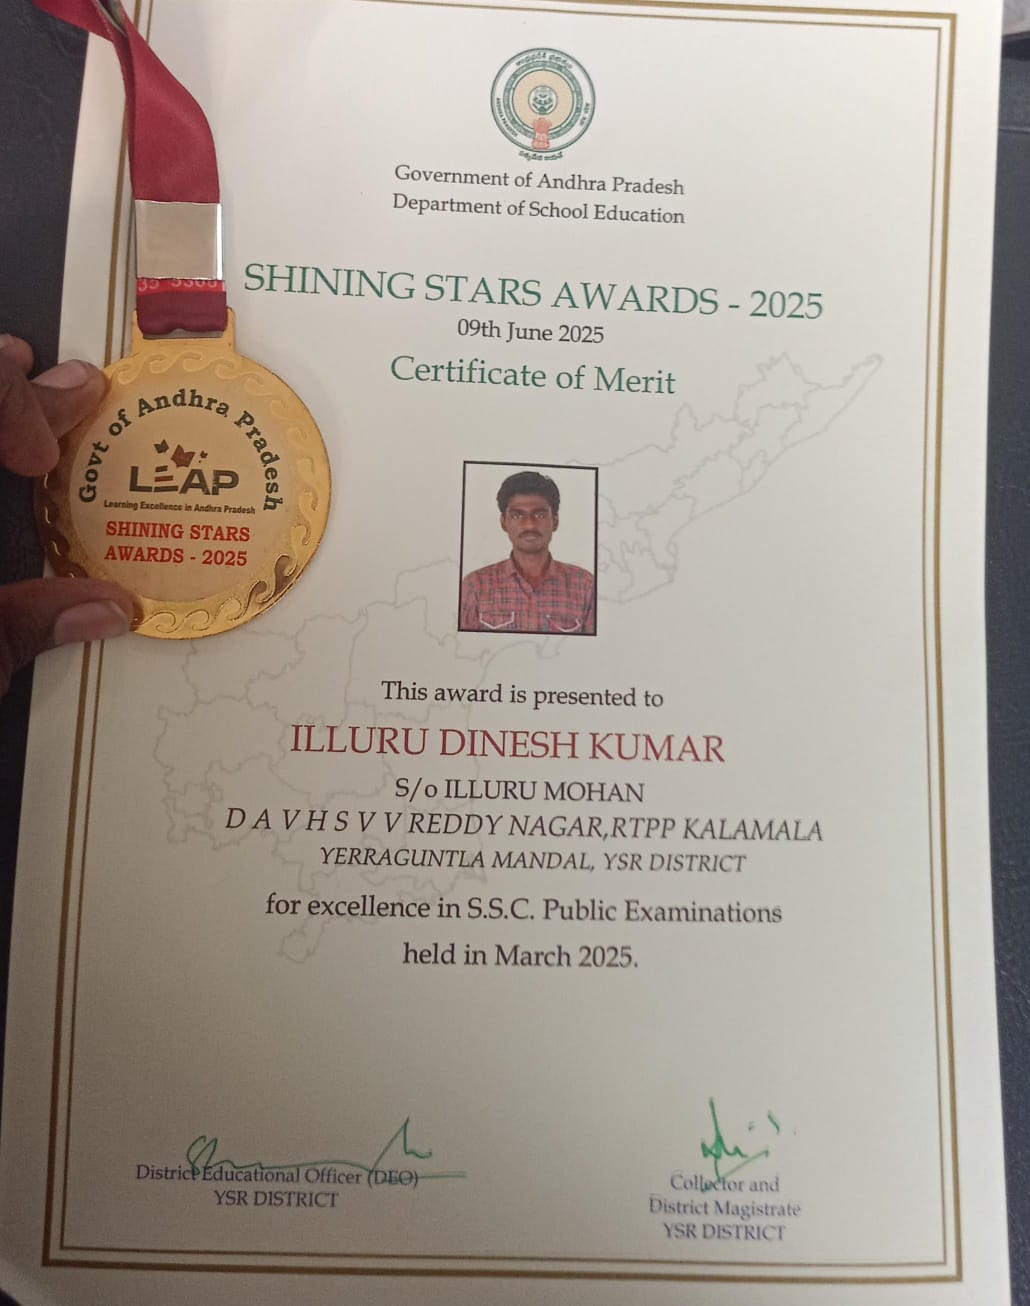 Government of Andhra Pradesh
Department of School Education
SHINING STARS AWARDS - 2025
09th June 2025
Certificate of Merit
Govt of Andhra Pradesh
LEAP
Learning Excellence in Andhra Pradesh
SHINING STARS
AWARDS - 2025
This award is presented to
ILLURU DINESH KUMAR
S/o ILLURU MOHAN
D A V H S V V REDDY NAGAR,RTPP KALAMALA
YERRAGUNTLA MANDAL, YSR DISTRICT
for excellence in S.S.C. Public Examinations
held in March 2025.
District Educational Officer (DEO)
YSR DISTRICT
Collector and
District Magistrate
YSR DISTRICT